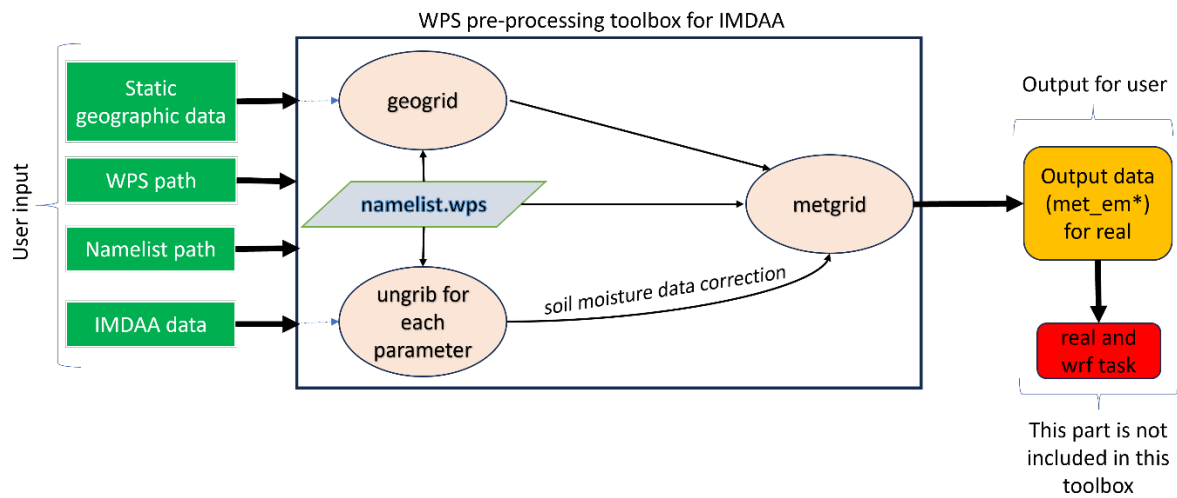 WPS pre-processing toolbox for IMDAA
User input
Static
geographic data
WPS path
Namelist path
IMDAA data
geogrid
namelist.wps
ungrib for
each
parameter
soil moisture data correction
metgrid
Output for user
Output data
(met_em*)
for real
real and
wrf task
This part is not
included in this
toolbox